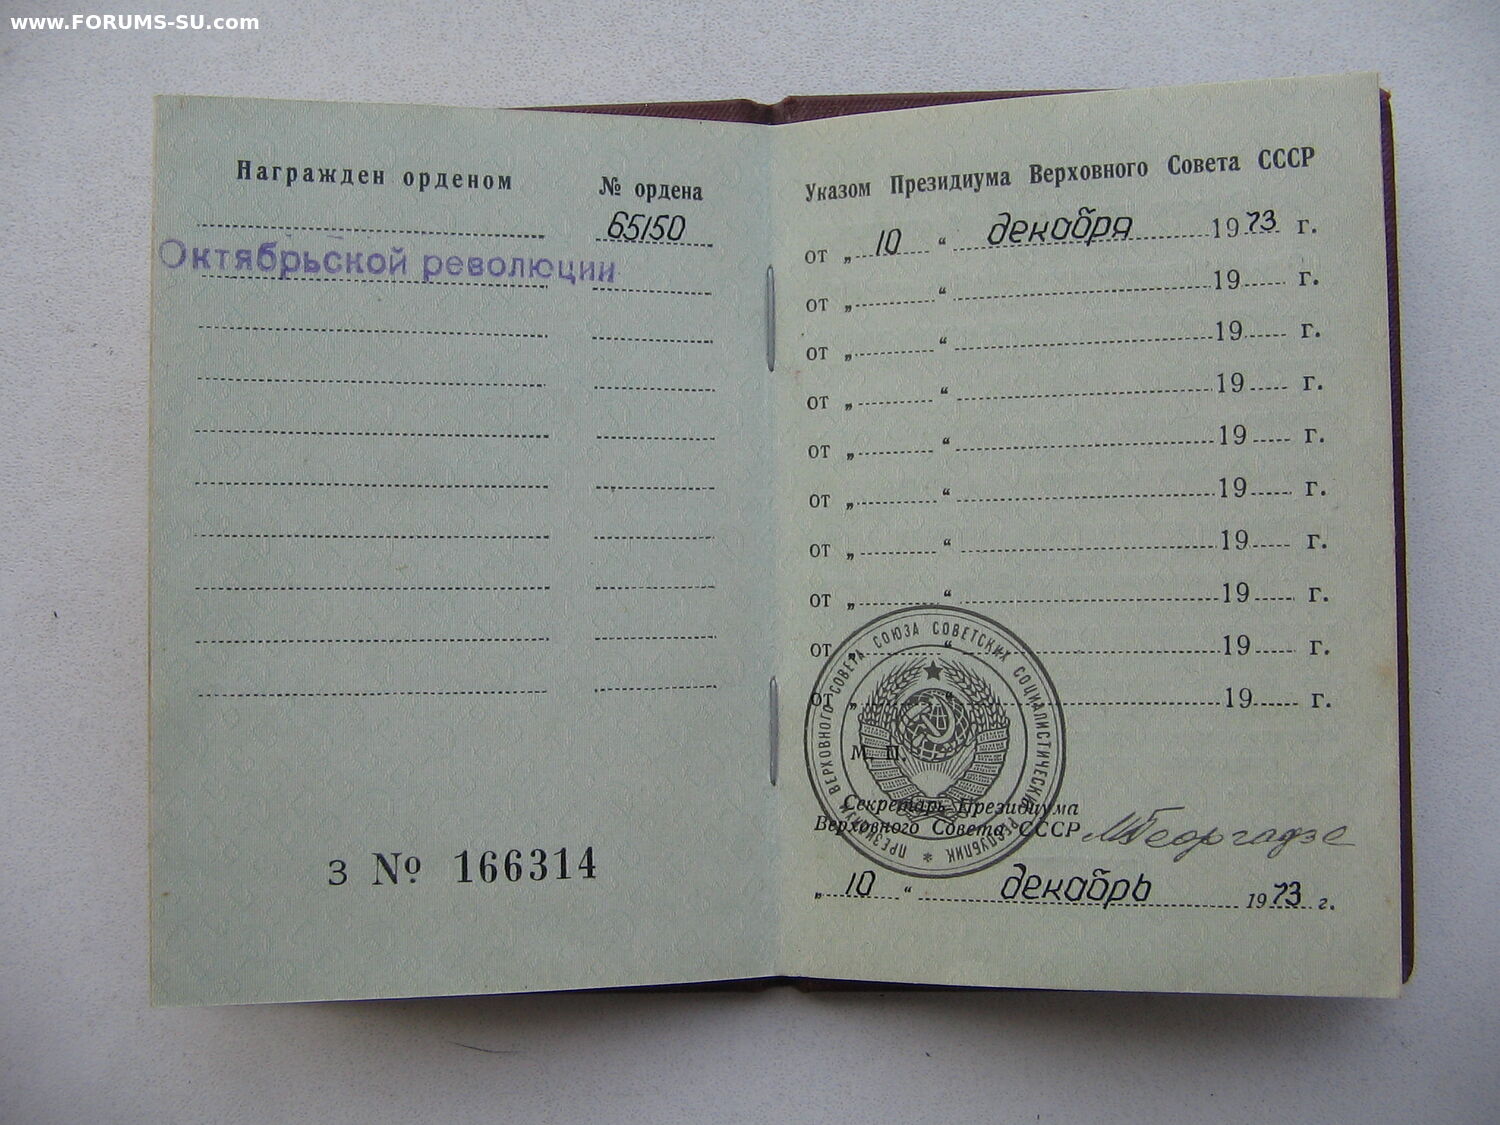 www.FORUMS-SU.com
Награжден орденом
№ ордена
65150
Октябрьской революции
З № 166314
Указом Президиума Верховного Совета СССР
от „ 10 “ декабря 1973 г.
от „ “ 19 г.
от „ “ 19 г.
от „ “ 19 г.
от „ “ 19 г.
от „ “ 19 г.
от „ “ 19 г.
от „ “ 19 г.
от „ “ 19 г.
от „ “ 19 г.
М. П.
ПРЕЗИДИУМ ВЕРХОВНОГО СОВЕТА СОЮЗА СОВЕТСКИХ СОЦИАЛИСТИЧЕСКИХ РЕСПУБЛИК
Секретарь Президиума
Верховного Совета СССР МГеоргадзе
„ 10 “ декабрь 1973 г.